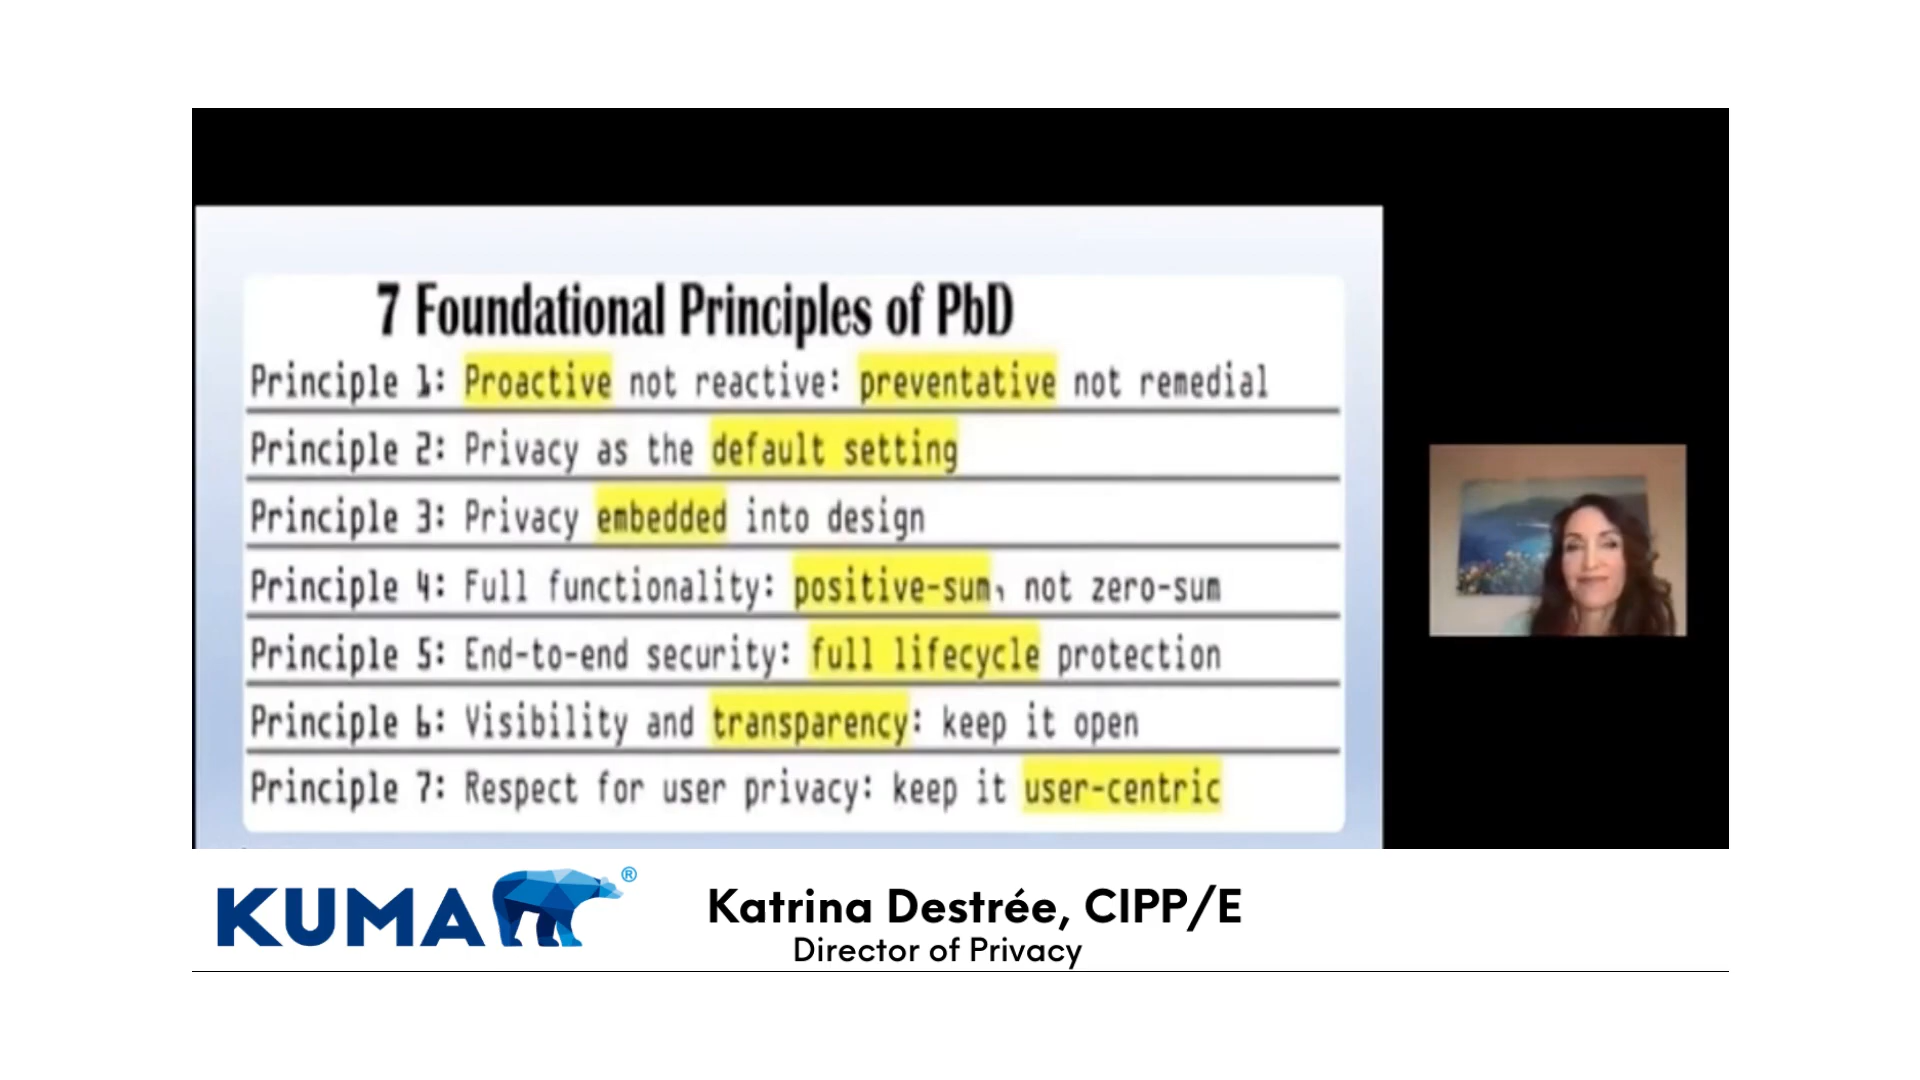 7 Foundational Principles of PbD
Principle 1: Proactive not reactive: preventative not remedial
Principle 2: Privacy as the default setting
Principle 3: Privacy embedded into design
Principle 4: Full functionality: positive-sum, not zero-sum
Principle 5: End-to-end security: full lifecycle protection
Principle 6: Visibility and transparency: keep it open
Principle 7: Respect for user privacy: keep it user-centric
KUMA®
Katrina Destrée, CIPP/E
Director of Privacy